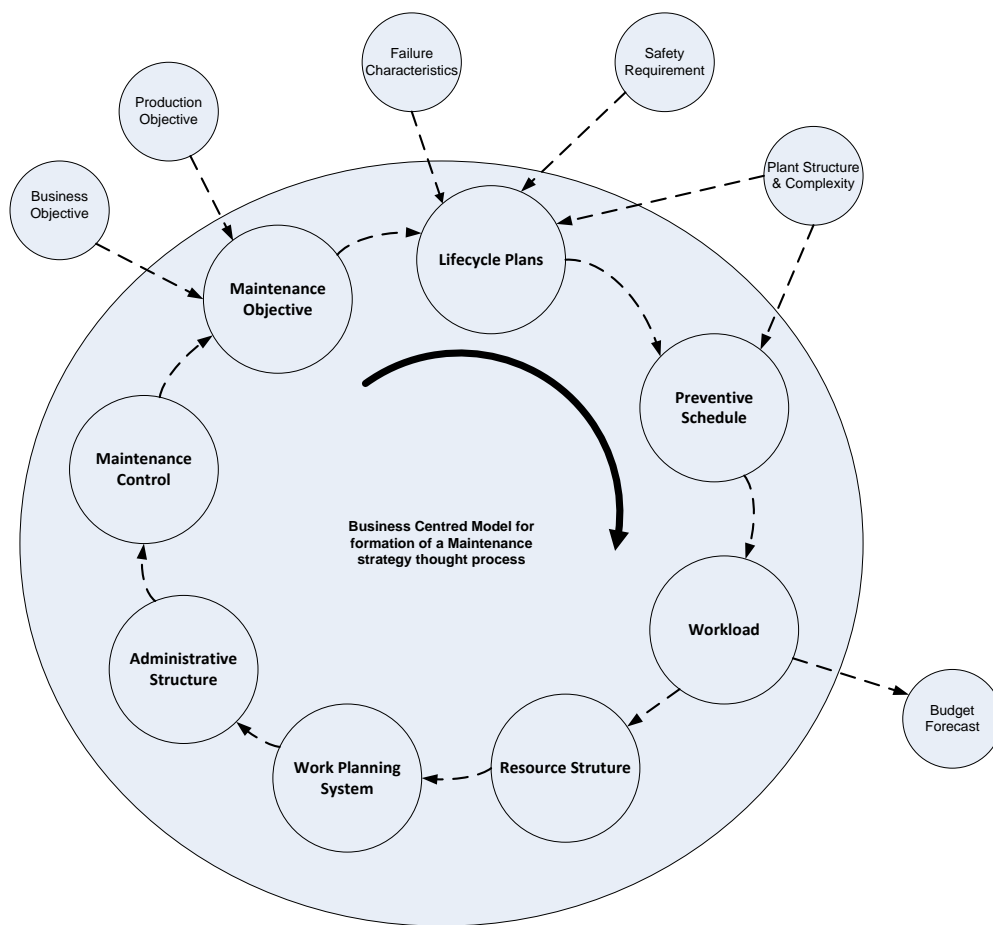 Failure
Characteristics
Safety
Requirement
Production
Objective
Plant Structure
& Complexity
Business
Objective
Lifecycle Plans
Maintenance
Objective
Preventive
Schedule
Maintenance
Control
Business Centred Model for
formation of a Maintenance
strategy thought process
Workload
Administrative
Structure
Budget
Forecast
Resource Struture
Work Planning
System